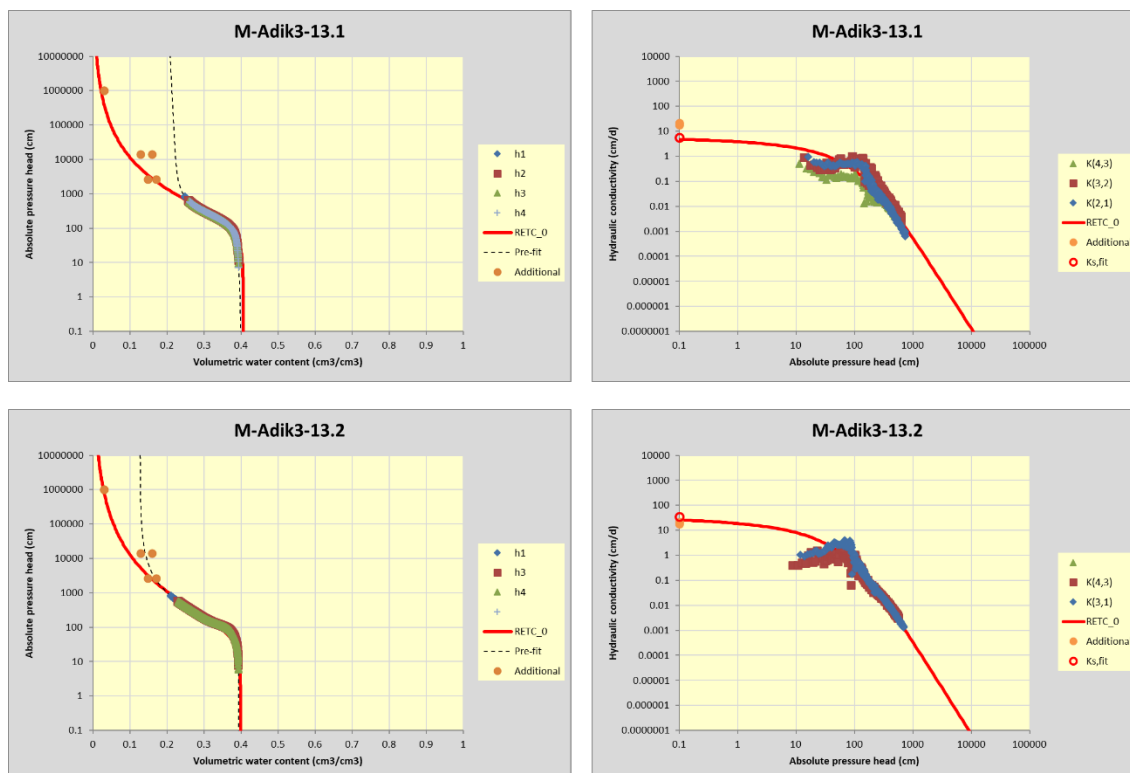 M-Adik3-13.1
Absolute pressure head (cm)
10000000
1000000
100000
10000
1000
100
10
1
0.1
0 0.1 0.2 0.3 0.4 0.5 0.6 0.7 0.8 0.9 1
Volumetric water content (cm3/cm3)
h1
h2
h3
h4
RETC_0
Pre-fit
Additional
M-Adik3-13.1
Hydraulic conductivity (cm/d)
10000
1000
100
10
1
0.1
0.01
0.001
0.0001
0.00001
0.000001
0.0000001
0.1 1 10 100 1000 10000 100000
Absolute pressure head (cm)
K(4,3)
K(3,2)
K(2,1)
RETC_0
Additional
Ks,fit
M-Adik3-13.2
Absolute pressure head (cm)
10000000
1000000
100000
10000
1000
100
10
1
0.1
0 0.1 0.2 0.3 0.4 0.5 0.6 0.7 0.8 0.9 1
Volumetric water content (cm3/cm3)
h1
h3
h4
RETC_0
Pre-fit
Additional
M-Adik3-13.2
Hydraulic conductivity (cm/d)
10000
1000
100
10
1
0.1
0.01
0.001
0.0001
0.00001
0.000001
0.0000001
0.1 1 10 100 1000 10000 100000
Absolute pressure head (cm)
K(4,3)
K(3,1)
RETC_0
Additional
Ks,fit